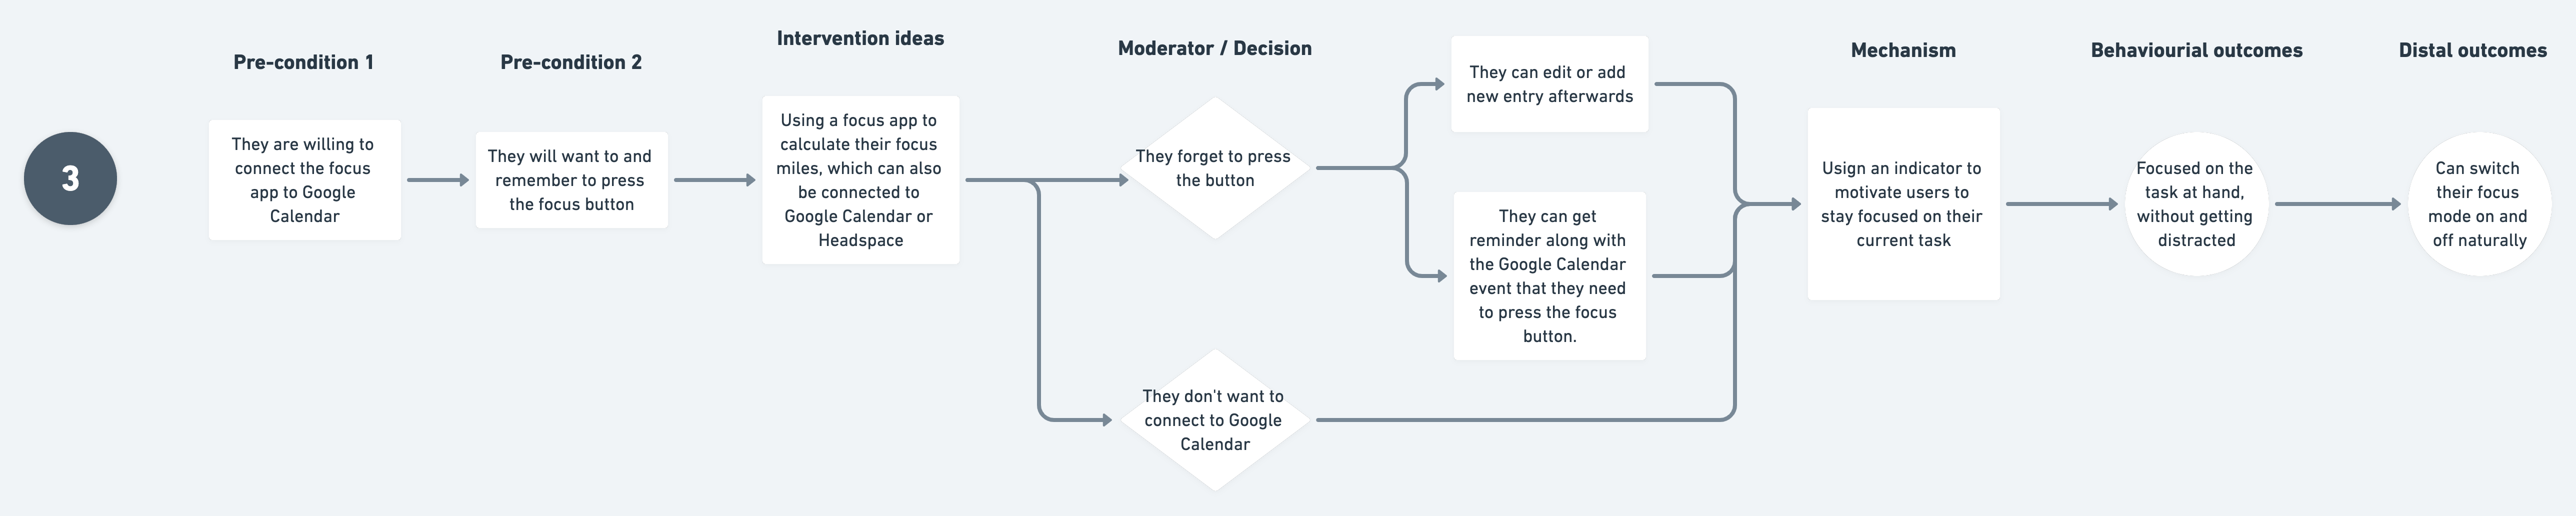 3
Pre-condition 1
They are willing to
connect the focus
app to Google
Calendar
Pre-condition 2
They will want to and
remember to press
the focus button
Intervention ideas
Using a focus app to
calculate their focus
miles, which can also
be connected to
Google Calendar or
Headspace
Moderator / Decision
They forget to press
the button
They don't want to
connect to Google
Calendar
They can edit or add
new entry afterwards
They can get
reminder along with
the Google Calendar
event that they need
to press the focus
button.
Mechanism
Usign an indicator to
motivate users to
stay focused on their
current task
Behaviourial outcomes
Focused on the
task at hand,
without getting
distracted
Distal outcomes
Can switch
their focus
mode on and
off naturally